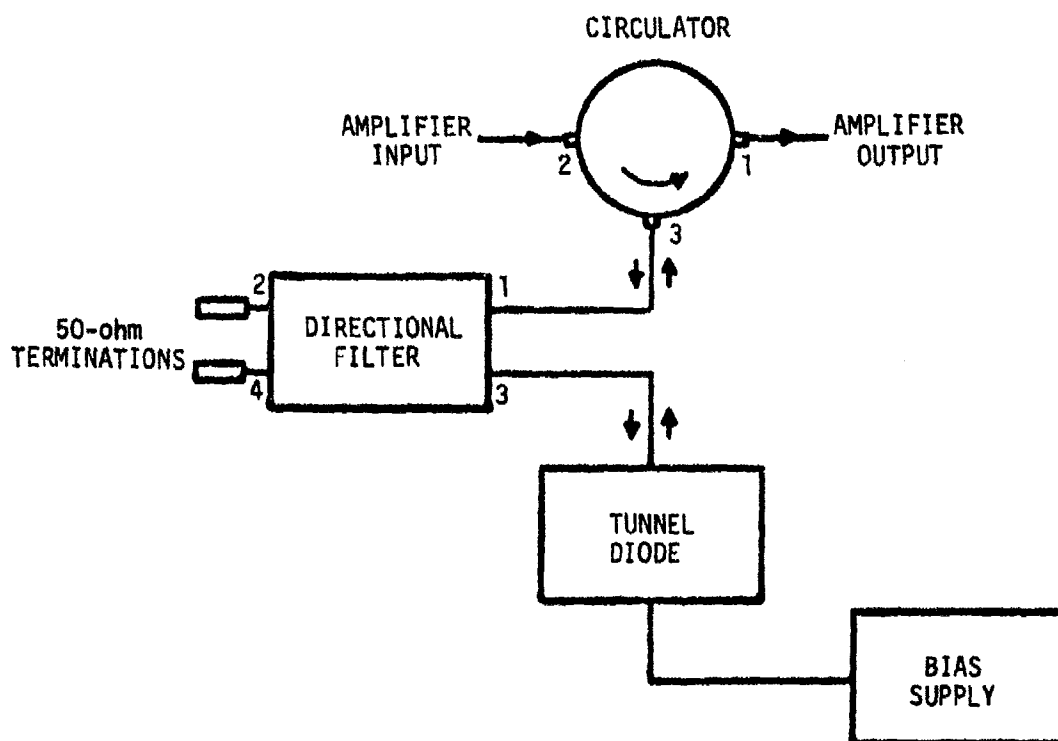 CIRCULATOR
AMPLIFIER
INPUT
2
1
AMPLIFIER
OUTPUT
3
2
1
50-ohm
TERMINATIONS
DIRECTIONAL
FILTER
4
3
TUNNEL
DIODE
BIAS
SUPPLY